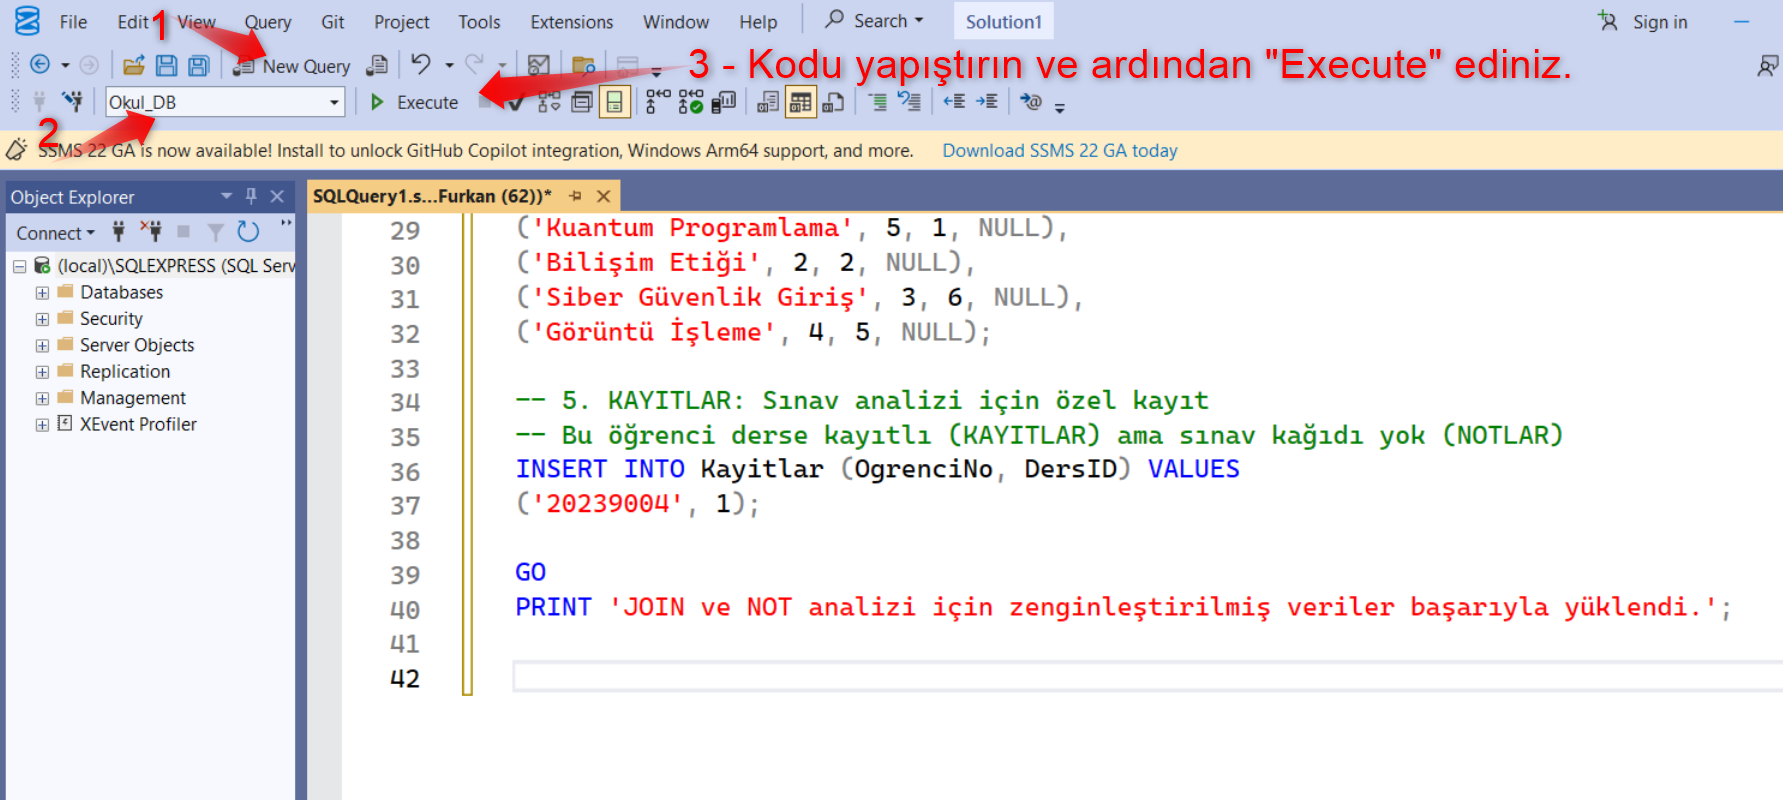 File Edit View Query Git Project Tools Extensions Window Help Search Solution1 Sign in
1
New Query
3 - Kodu yapıştırın ve ardından "Execute" ediniz.
Okul_DB Execute
2
SSMS 22 GA is now available! Install to unlock GitHub Copilot integration, Windows Arm64 support, and more. Download SSMS 22 GA today
Object Explorer
SQLQuery1.s...Furkan (62))*
Connect
(local)\SQLEXPRESS (SQL Serv
Databases
Security
Server Objects
Replication
Management
XEvent Profiler
29 ('Kuantum Programlama', 5, 1, NULL),
30 ('Bilişim Etiği', 2, 2, NULL),
31 ('Siber Güvenlik Giriş', 3, 6, NULL),
32 ('Görüntü İşleme', 4, 5, NULL);
33
34 -- 5. KAYITLAR: Sınav analizi için özel kayıt
35 -- Bu öğrenci derse kayıtlı (KAYITLAR) ama sınav kağıdı yok (NOTLAR)
36 INSERT INTO Kayitlar (OgrenciNo, DersID) VALUES
37 ('20239004', 1);
38
39 GO
40 PRINT 'JOIN ve NOT analizi için zenginleştirilmiş veriler başarıyla yüklendi.';
41
42